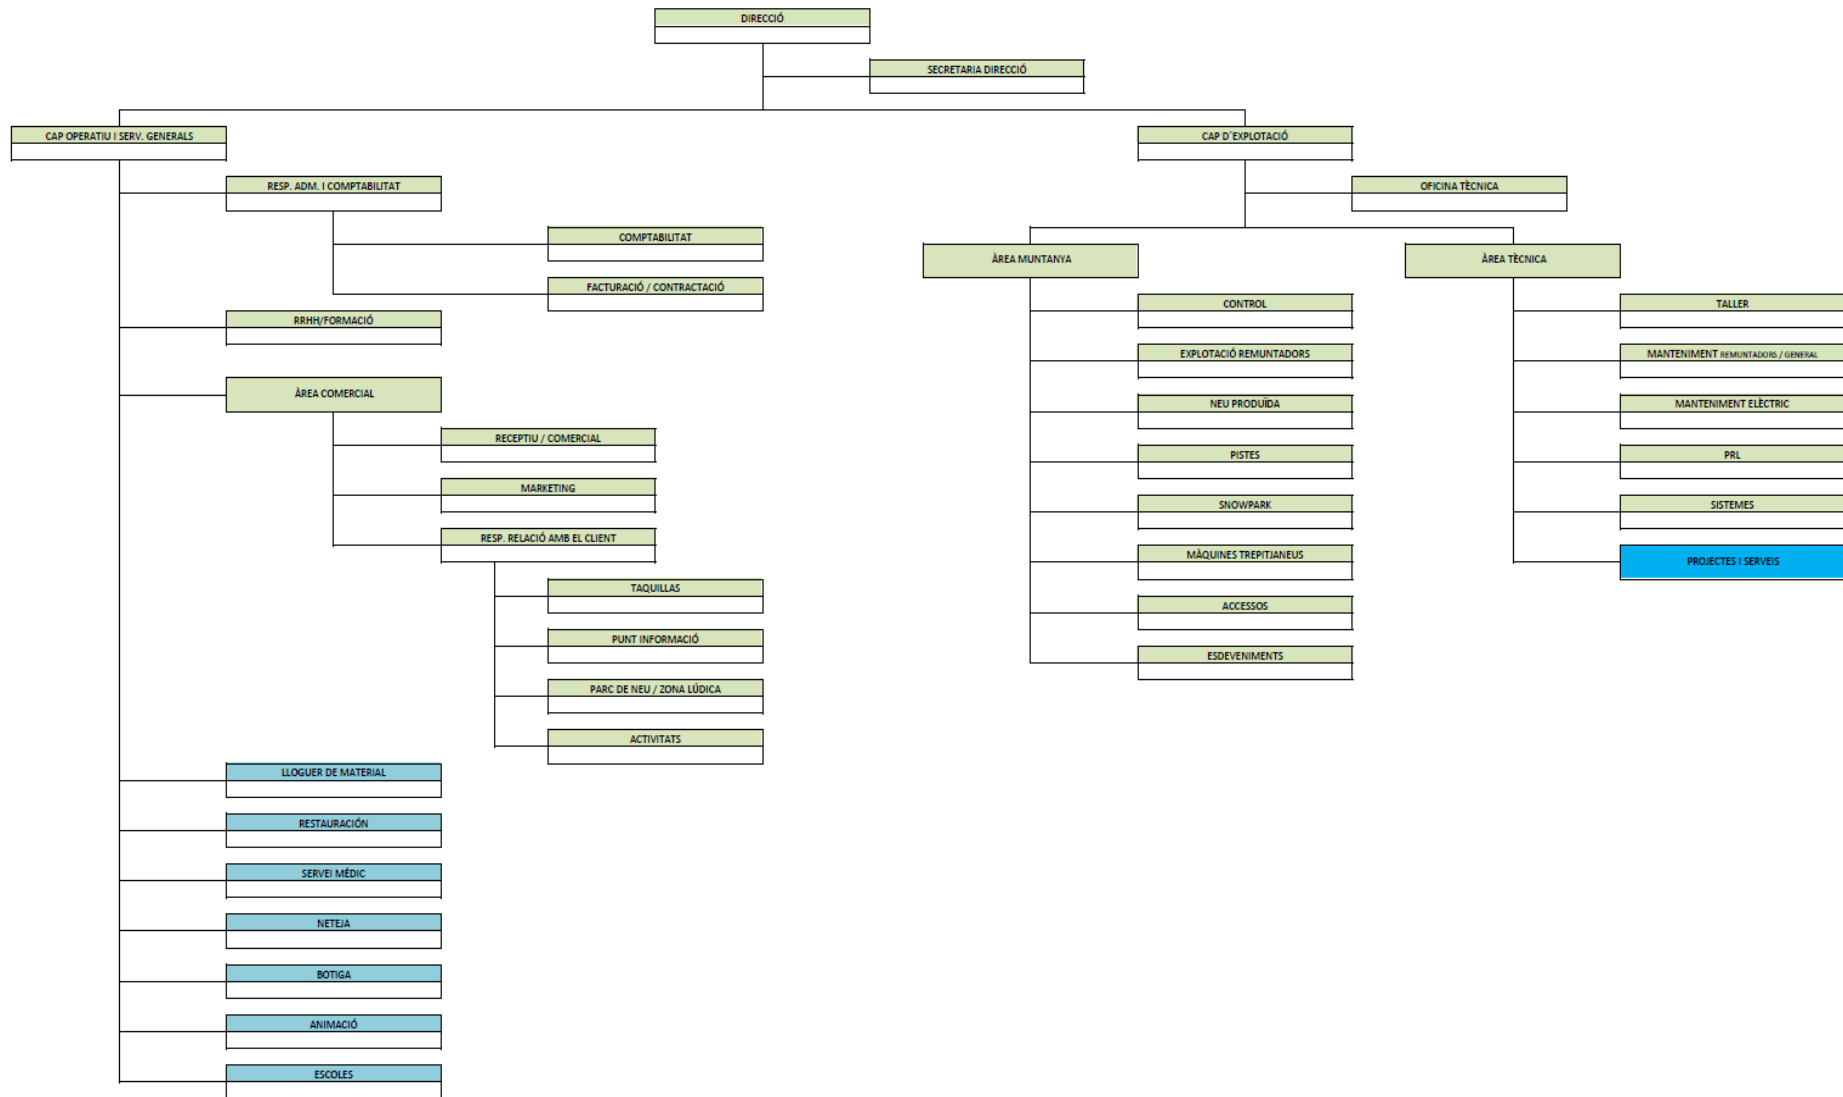 DIRECCIÓ
SECRETARIA DIRECCIÓ
CAP OPERATIU I SERV. GENERALS
RESP. ADM. I COMPTABILITAT
COMPTABILITAT
FACTURACIÓ / CONTRACTACIÓ
RRHH/FORMACIÓ
ÀREA COMERCIAL
RECEPTIU / COMERCIAL
MARKETING
RESP. RELACIÓ AMB EL CLIENT
TAQUILLAS
PUNT INFORMACIÓ
PARC DE NEU / ZONA LÚDICA
ACTIVITATS
LLOGUER DE MATERIAL
RESTAURACIÓN
SERVEI MÉDIC
NETEJA
BOTIGA
ANIMACIÓ
ESCOLES
CAP D´EXPLOTACIÓ
OFICINA TÈCNICA
ÀREA MUNTANYA
CONTROL
EXPLOTACIÓ REMUNTADORS
NEU PRODUÏDA
PISTES
SNOWPARK
MÀQUINES TREPITJANEUS
ACCESSOS
ESDEVENIMENTS
ÀREA TÈCNICA
TALLER
MANTENIMENT REMUNTADORS / GENERAL
MANTENIMENT ELÈCTRIC
PRL
SISTEMES
PROJECTES I SERVEIS